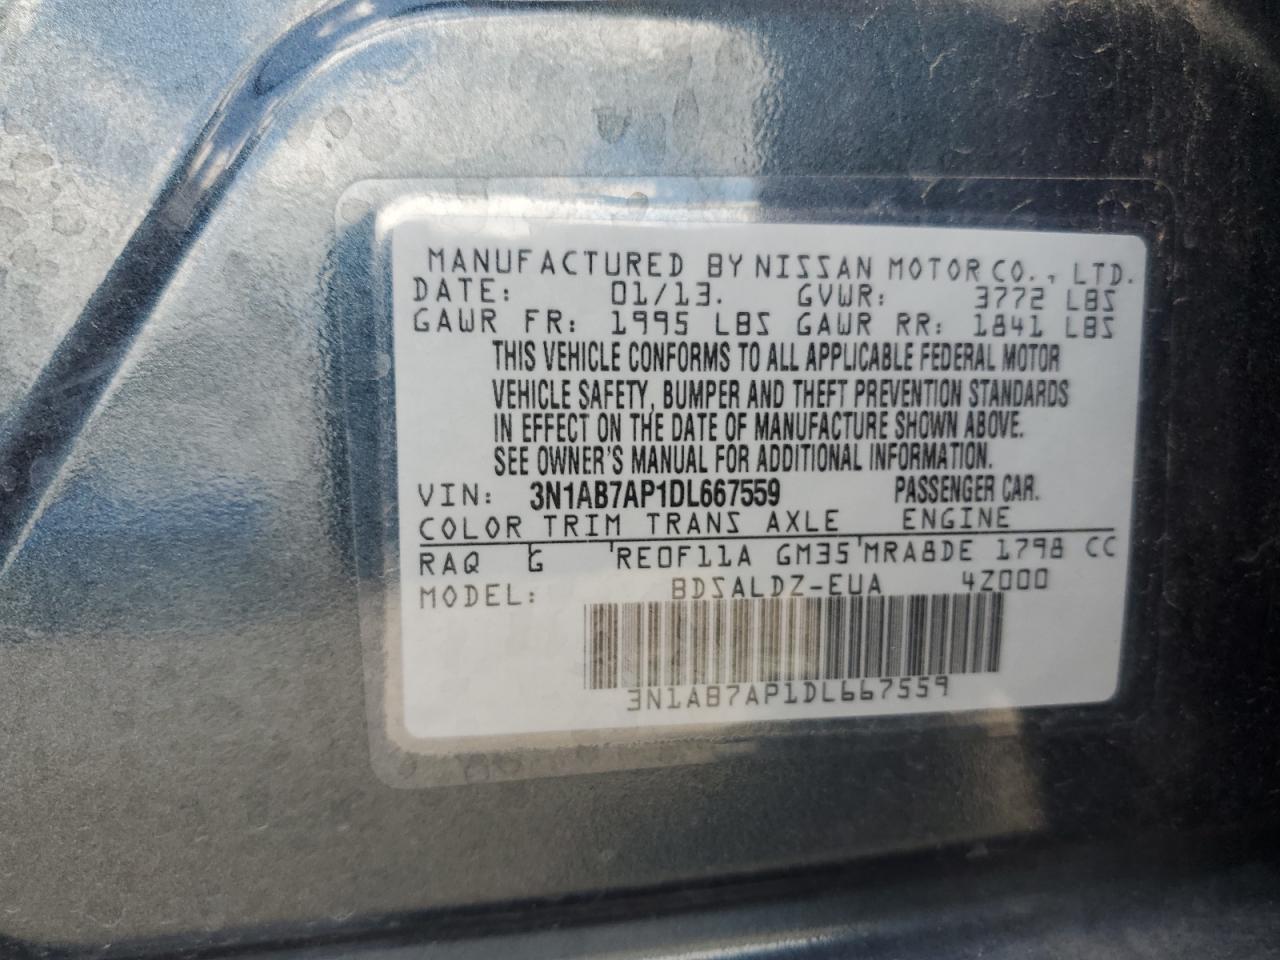 MANUFACTURED BY NISSAN MOTOR CO., LTD.
DATE: 01/13. GVWR: 3772 LBS
GAWR FR: 1995 LBS GAWR RR: 1841 LBS
THIS VEHICLE CONFORMS TO ALL APPLICABLE FEDERAL MOTOR
VEHICLE SAFETY, BUMPER AND THEFT PREVENTION STANDARDS
IN EFFECT ON THE DATE OF MANUFACTURE SHOWN ABOVE.
SEE OWNER'S MANUAL FOR ADDITIONAL INFORMATION.
VIN: 3N1AB7AP1DL667559 PASSENGER CAR.
COLOR TRIM TRANS AXLE ENGINE
RAQ G 'RE0F11A GM35'MRA8DE 1798 CC
MODEL: BDSALDZ-EUA 4Z000
3N1AB7AP1DL667559